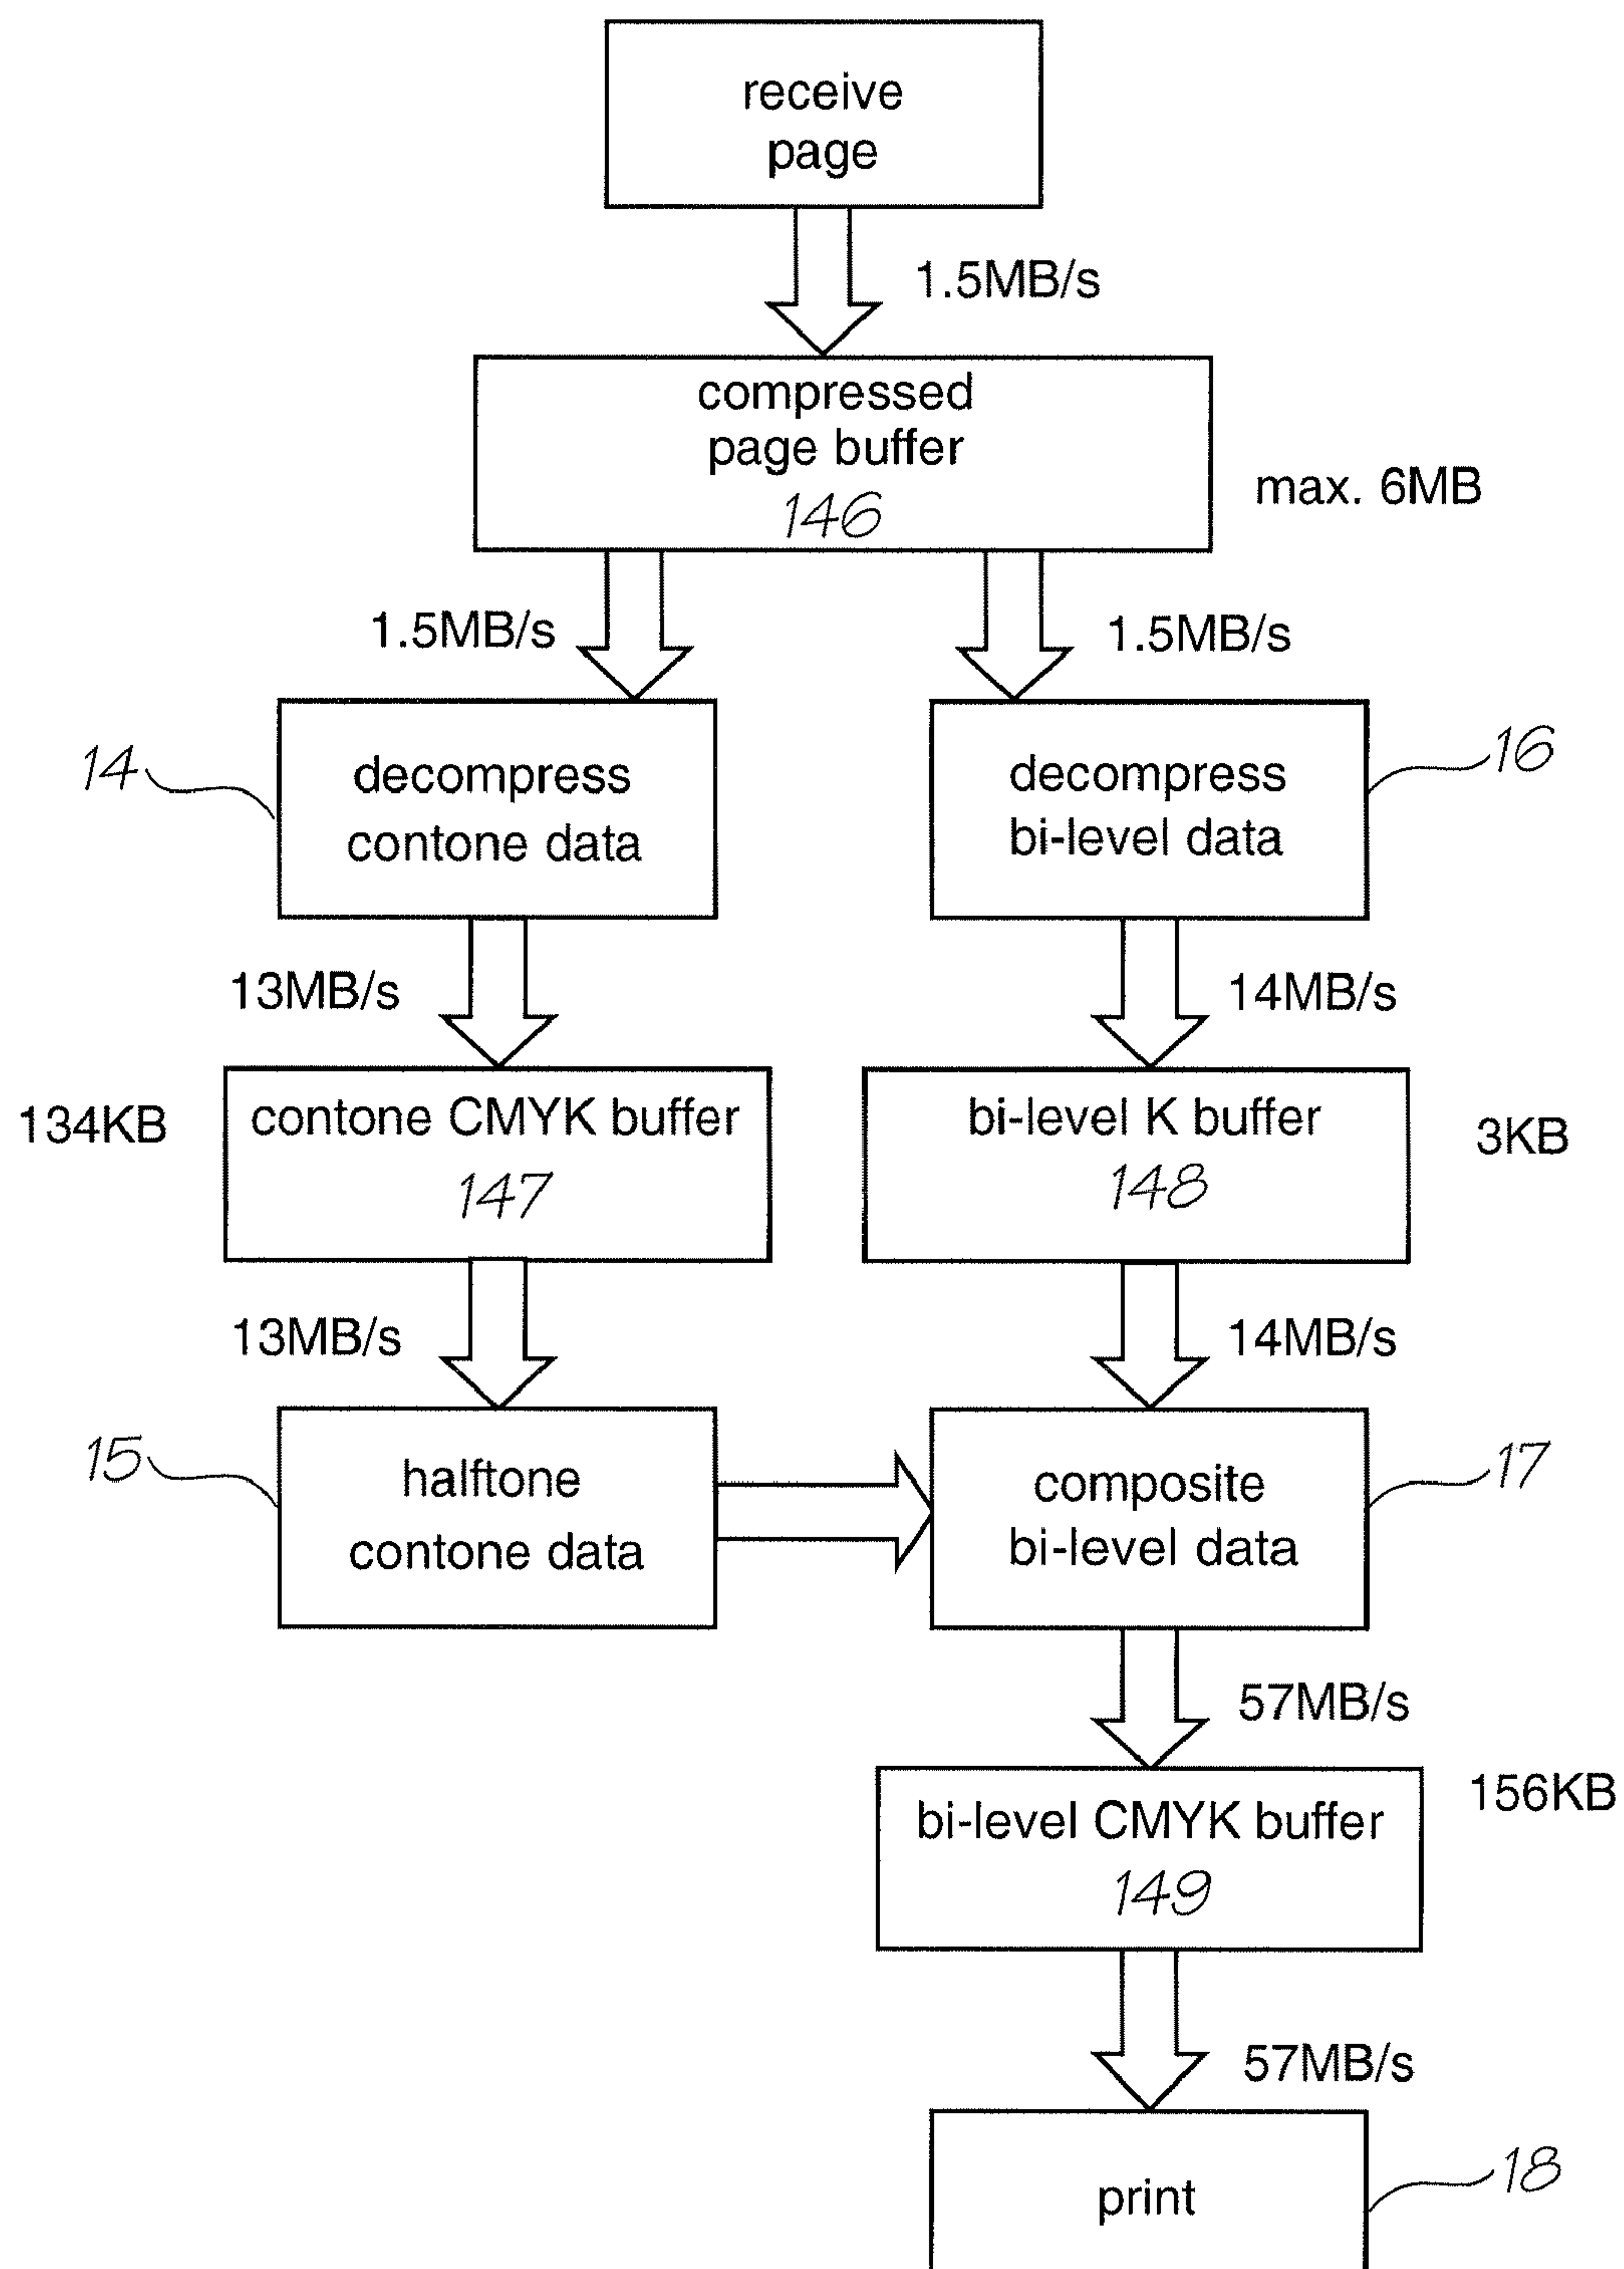 receive
page
1.5MB/s
compressed
page buffer
146
max. 6MB
1.5MB/s
1.5MB/s
14
decompress
contone data
decompress
bi-level data
16
13MB/s
14MB/s
134KB
contone CMYK buffer
147
bi-level K buffer
148
3KB
13MB/s
14MB/s
15
halftone
contone data
composite
bi-level data
17
57MB/s
156KB
bi-level CMYK buffer
149
57MB/s
print
18